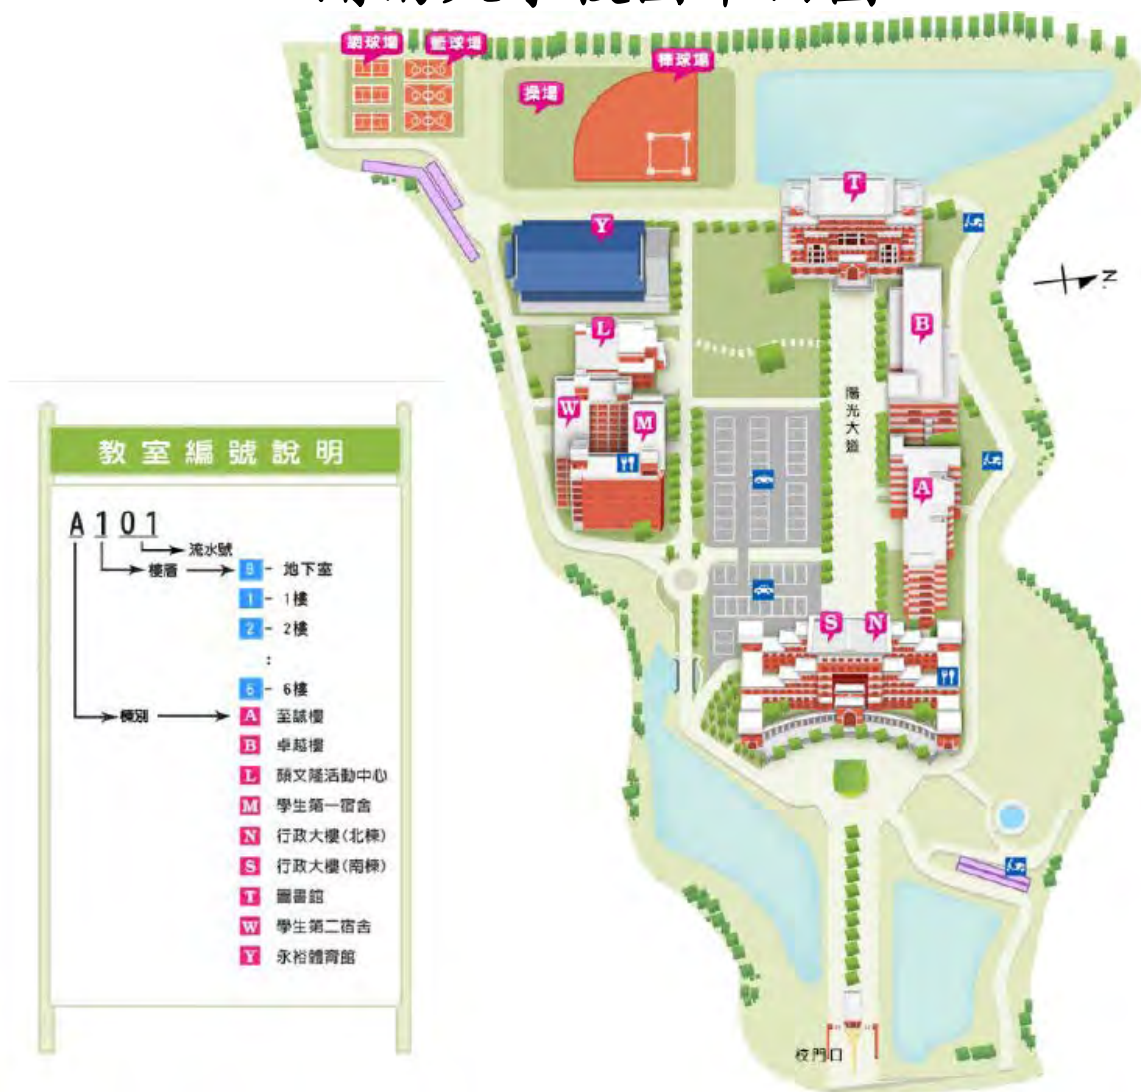 網球場
籃球場
棒球場
操場
T
Y
N
B
L
陽光大道
W
M
A
S
N
校門口
教室編號說明
A 1 01
流水號
樓層
B - 地下室
1 - 1樓
2 - 2樓
:
6 - 6樓
棟別
A 至誠樓
B 卓越樓
L 顏文隆活動中心
M 學生第一宿舍
N 行政大樓(北棟)
S 行政大樓(南棟)
T 圖書館
W 學生第二宿舍
Y 永裕體育館